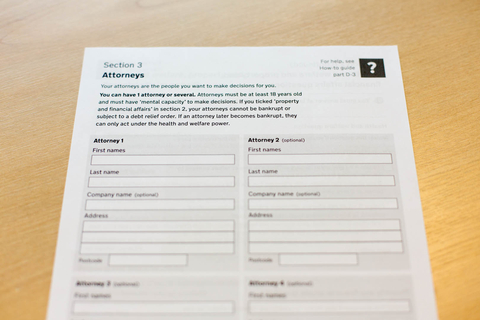 Section 3
Attorneys
For help, see
How to guide
part D-3
?
Your attorneys are the people you want to make decisions for you.
You can have 1 attorney or several. Attorneys must be at least 18 years old
and must have 'mental capacity' to make decisions. If you ticked 'property
and financial affairs' in section 2, your attorneys cannot be bankrupt or
subject to a debt relief order. If an attorney later becomes bankrupt, they
can only act under the health and welfare power.
Attorney 1
First names
Last name
Company name (optional)
Address
Postcode
Attorney 2 (optional)
First names
Last name
Company name (optional)
Address
Postcode
Attorney 3 (optional)
First names
Attorney 4 (optional)
First names